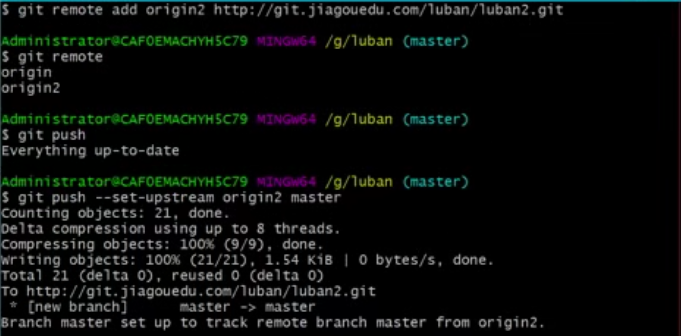 $ git remote add origin2 http://git.jiagouedu.com/luban/luban2.git
Administrator@CAFOEMACHYH5C79 MINGW64 /g/luban (master)
$ git remote
origin
origin2
Administrator@CAFOEMACHYH5C79 MINGW64 /g/luban (master)
$ git push
Everything up-to-date
Administrator@CAFOEMACHYH5C79 MINGW64 /g/luban (master)
$ git push --set-upstream origin2 master
Counting objects: 21, done.
Delta compression using up to 8 threads.
Compressing objects: 100% (9/9), done.
Writing objects: 100% (21/21), 1.54 KiB | 0 bytes/s, done.
Total 21 (delta 0), reused 0 (delta 0)
To http://git.jiagouedu.com/luban/luban2.git
 * [new branch]      master -> master
Branch master set up to track remote branch master from origin2.